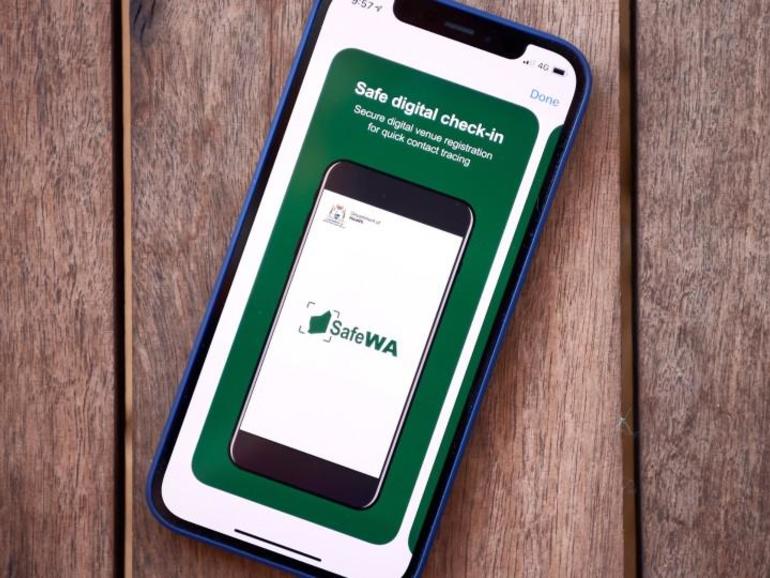 9:57
4G
Done
Safe digital check-in
Secure digital venue registration
for quick contact tracing
Government of
Health
SafeWA